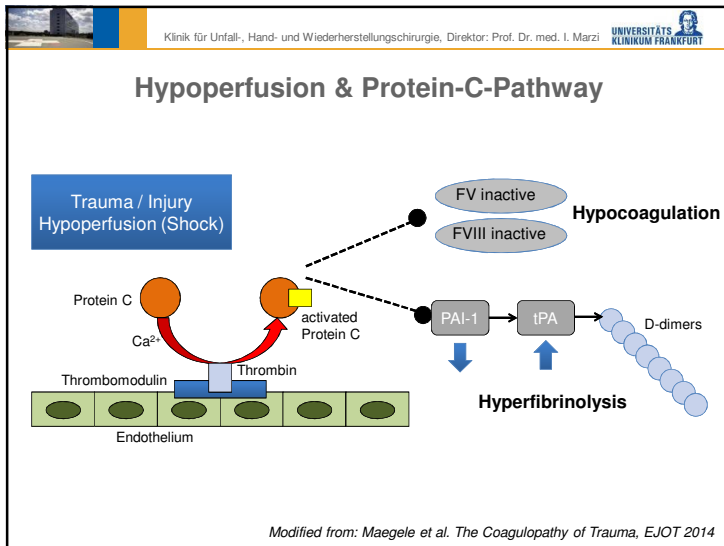 Klinik für Unfall-, Hand- und Wiederherstellungschirurgie, Direktor: Prof. Dr. med. I. Marzi
UNIVERSITÄTS
KLINIKUM FRANKFURT
Hypoperfusion & Protein-C-Pathway
Trauma / Injury
Hypoperfusion (Shock)
FV inactive
FVIII inactive
Hypocoagulation
Protein C
activated
Protein C
Ca²⁺
Thrombin
Thrombomodulin
Endothelium
PAI-1
tPA
D-dimers
Hyperfibrinolysis
Modified from: Maegele et al. The Coagulopathy of Trauma, EJOT 2014